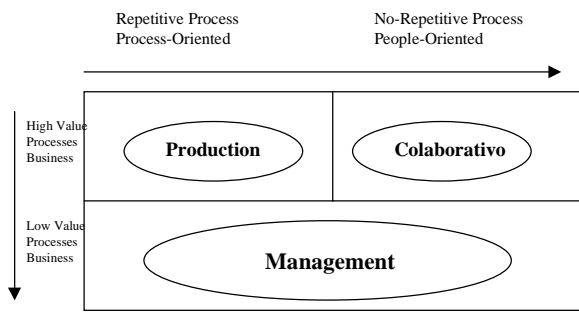 Repetitive Process
Process-Oriented
No-Repetitive Process
People-Oriented
High Value
Processes
Business
Production
Colaborativo
Low Value
Processes
Business
Management